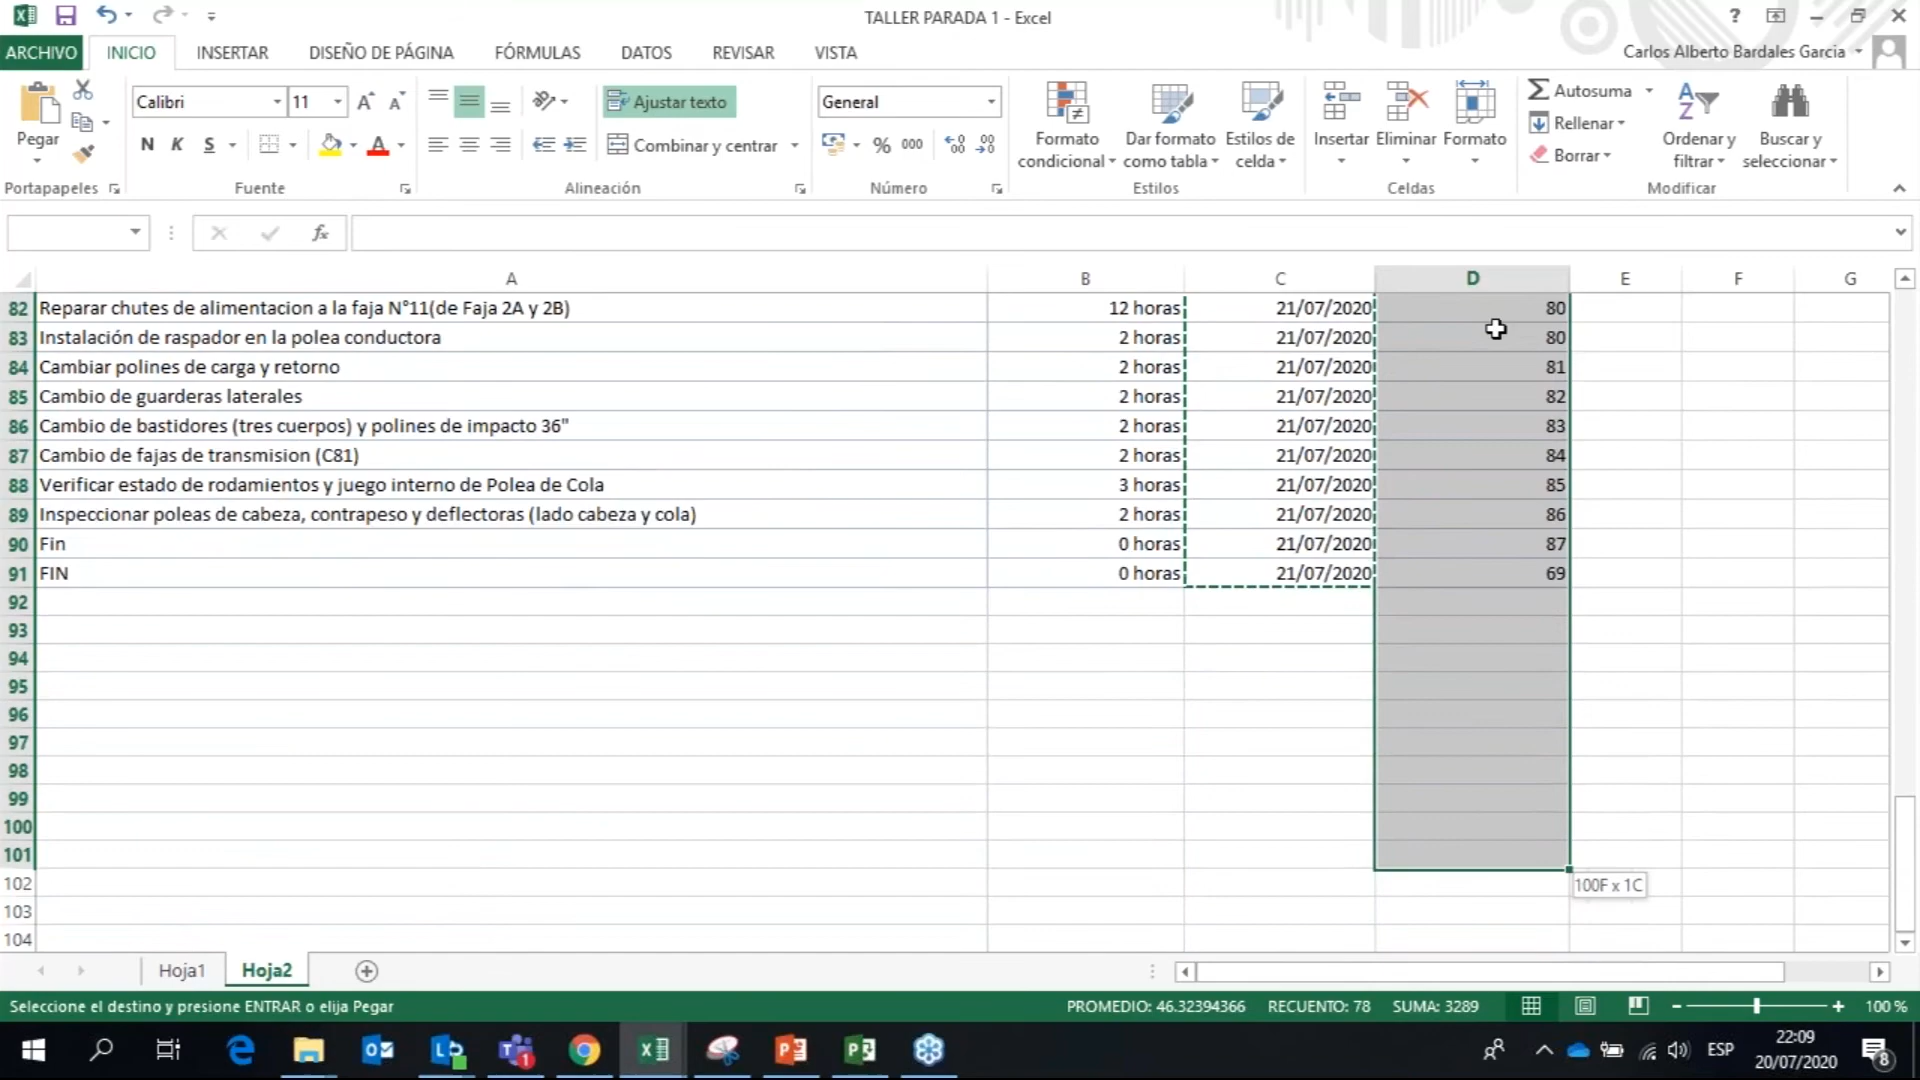 TALLER PARADA 1 - Excel
?
ARCHIVO INICIO INSERTAR DISEÑO DE PÁGINA FÓRMULAS DATOS REVISAR VISTA Carlos Alberto Bardales Garcia
Pegar
Calibri 11
N K S
Ajustar texto
Combinar y centrar
General
% 000
Formato condicional
Dar formato como tabla
Estilos de celda
Insertar Eliminar Formato
Autosuma
Rellenar
Borrar
Ordenar y filtrar
Buscar y seleccionar
Portapapeles Fuente Alineación Número Estilos Celdas Modificar
fx
A B C D E F G
82 Reparar chutes de alimentacion a la faja N°11(de Faja 2A y 2B) 12 horas 21/07/2020 80
83 Instalación de raspador en la polea conductora 2 horas 21/07/2020 80
84 Cambiar polines de carga y retorno 2 horas 21/07/2020 81
85 Cambio de guarderas laterales 2 horas 21/07/2020 82
86 Cambio de bastidores (tres cuerpos) y polines de impacto 36" 2 horas 21/07/2020 83
87 Cambio de fajas de transmision (C81) 2 horas 21/07/2020 84
88 Verificar estado de rodamientos y juego interno de Polea de Cola 3 horas 21/07/2020 85
89 Inspeccionar poleas de cabeza, contrapeso y deflectoras (lado cabeza y cola) 2 horas 21/07/2020 86
90 Fin 0 horas 21/07/2020 87
91 FIN 0 horas 21/07/2020 69
92
93
94
95
96
97
98
99
100
101
102
103
104
100F x 1C
Hoja1 Hoja2
Seleccione el destino y presione ENTRAR o elija Pegar PROMEDIO: 46.32394366 RECUENTO: 78 SUMA: 3289 100 %
ESP
22:09
20/07/2020
1
8